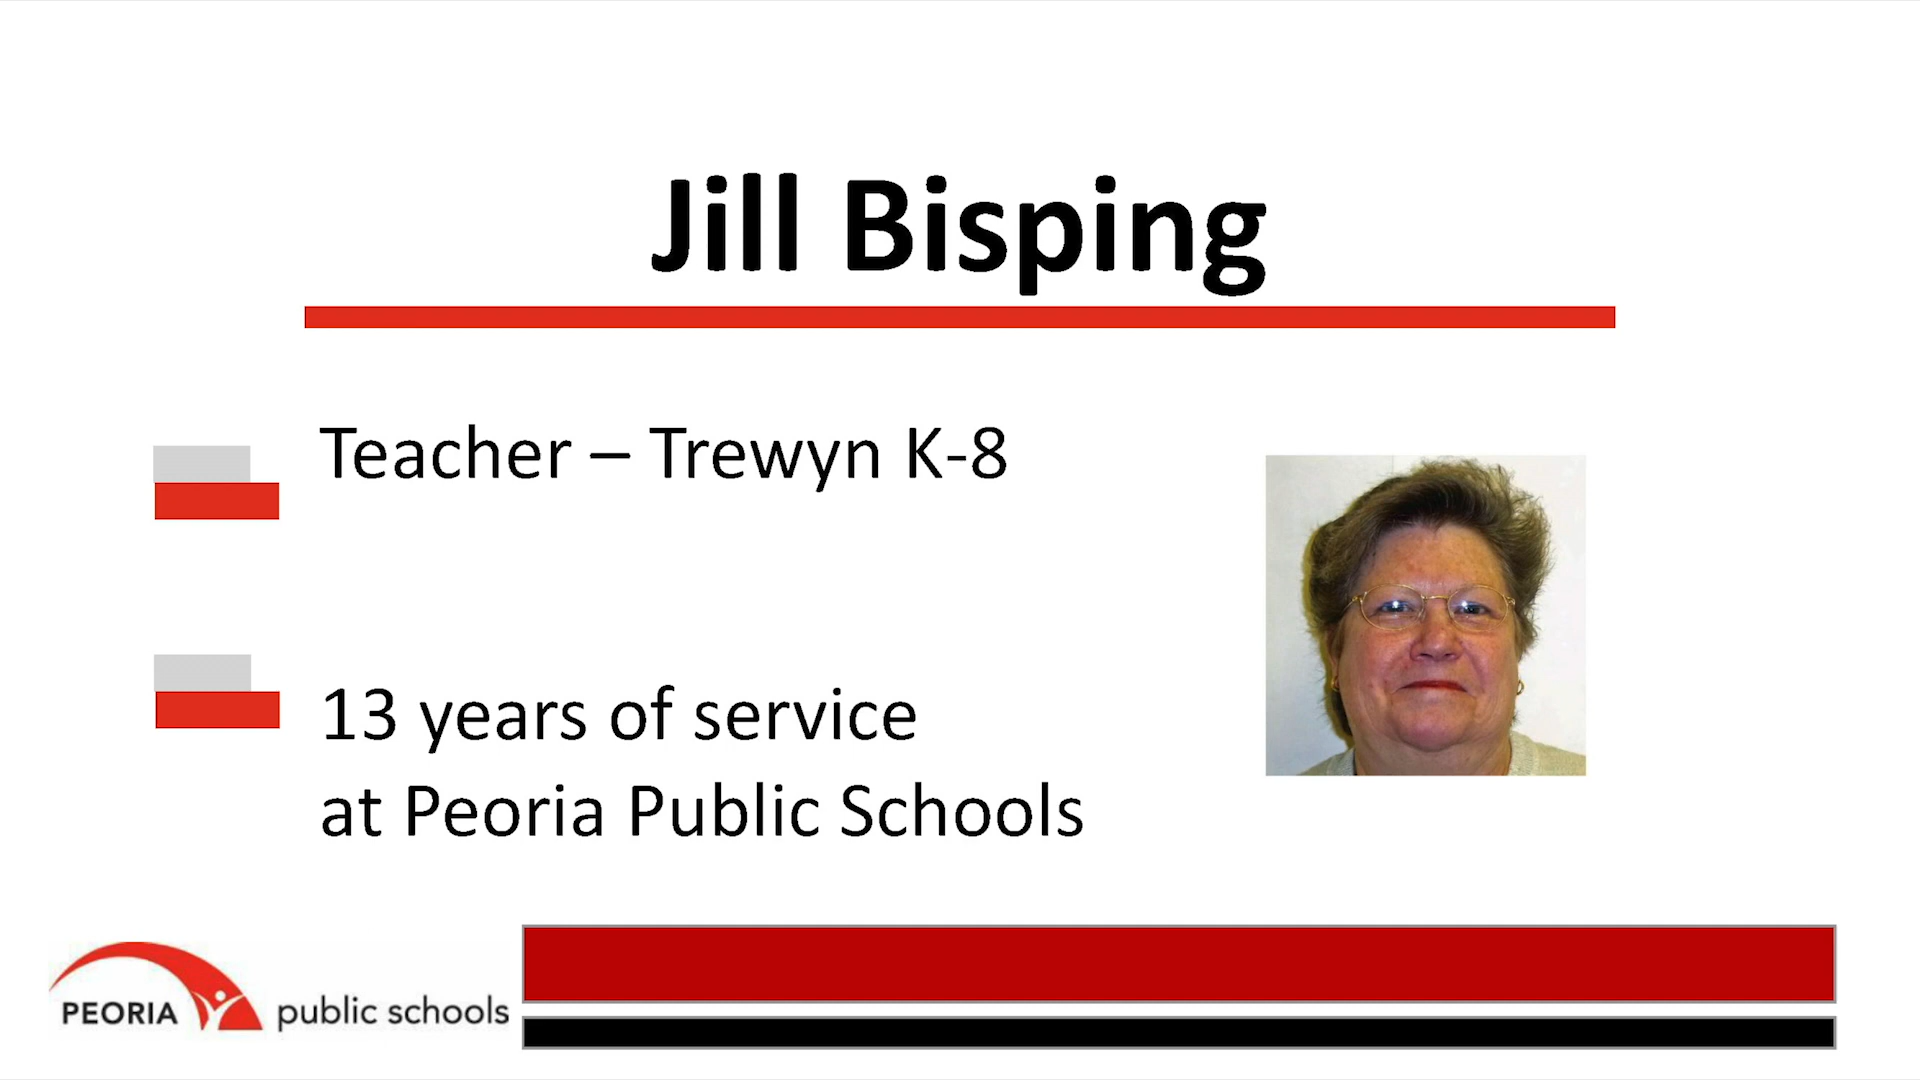 Jill Bisping
Teacher – Trewyn K-8
13 years of service
at Peoria Public Schools
PEORIA public schools